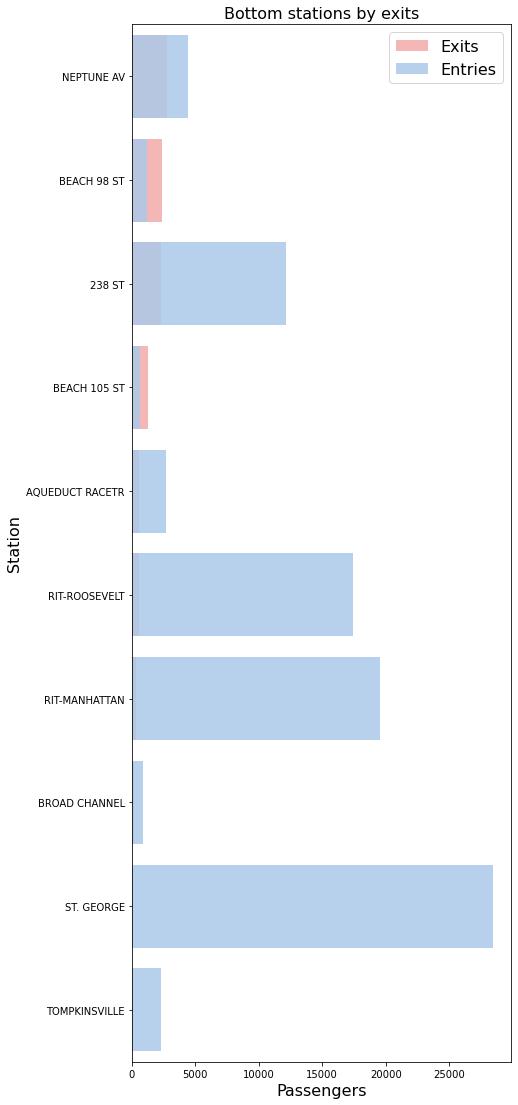 Bottom stations by exits
Exits
Entries
NEPTUNE AV
BEACH 98 ST
238 ST
BEACH 105 ST
AQUEDUCT RACETR
RIT-ROOSEVELT
RIT-MANHATTAN
BROAD CHANNEL
ST. GEORGE
TOMPKINSVILLE
Station
0 5000 10000 15000 20000 25000
Passengers